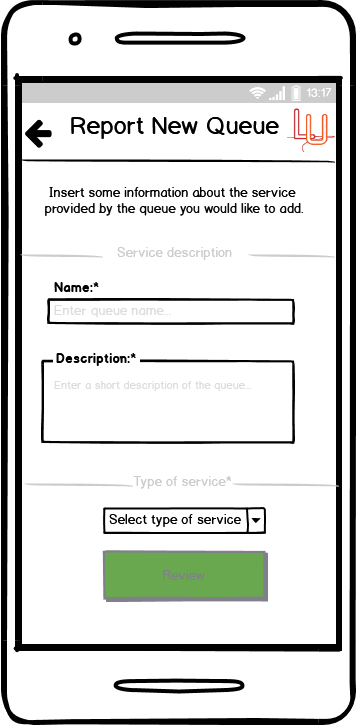 13:17
Report New Queue
LU
Insert some information about the service
provided by the queue you would like to add.
Service description
Name:*
Enter queue name...
Description:*
Enter a short description of the queue...
Type of service*
Select type of service
Review